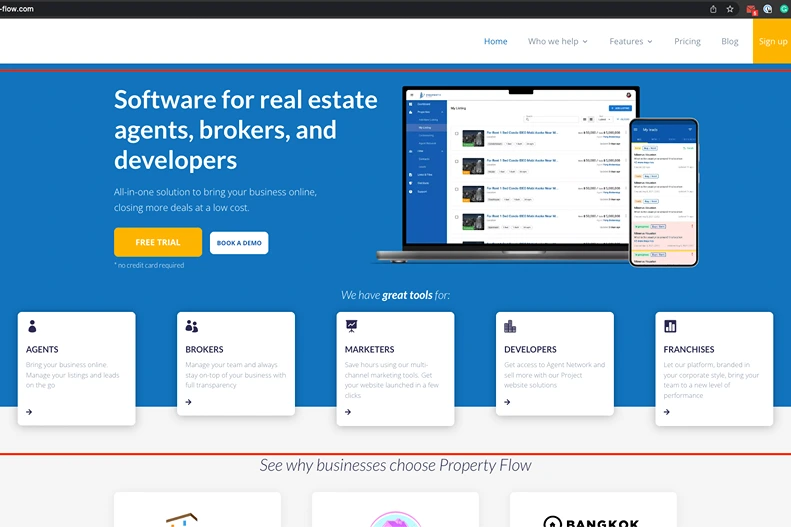 -flow.com
Home
Who we help
Features
Pricing
Blog
Sign up
Software for real estate
agents, brokers, and
developers
All-in-one solution to bring your business online,
closing more deals at a low cost.
FREE TRIAL
BOOK A DEMO
* no credit card required
My Listing
My leads
We have great tools for:
AGENTS
Bring your business online.
Manage your listings and leads
on the go
BROKERS
Manage your team and always
stay on-top of your business with
full transparency
MARKETERS
Save hours using our multi-
channel marketing tools. Get
your website launched in a few
clicks
DEVELOPERS
Get access to Agent Network and
sell more with our Project
website solutions
FRANCHISES
Let our platform, branded in
your corporate style, bring your
team to a new level of
performance
See why businesses choose Property Flow
BANGKOK